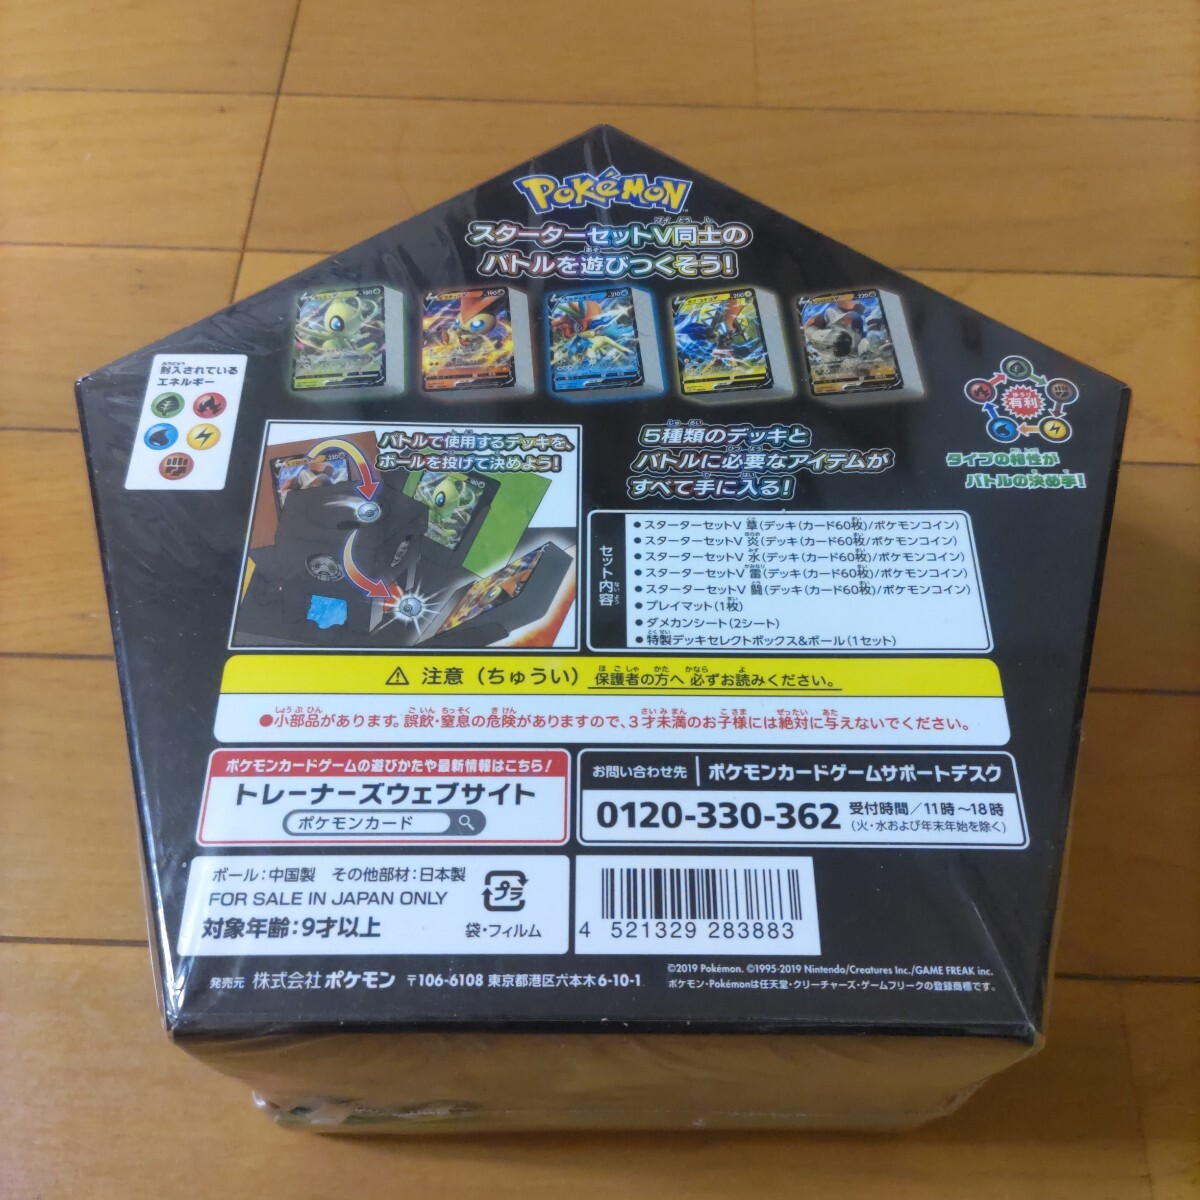 POKéMON
スターターセットV同士の
バトルを遊びつくそう!
180
190
210
200
220
封入されている
エネルギー
有利
タイプの相性が
バトルの決め手!
バトルで使用するデッキを、
ボールを投げて決めよう!
5種類のデッキと
バトルに必要なアイテムが
すべて手に入る!
セット内容
●スターターセットV 草(デッキ(カード60枚)/ポケモンコイン)
●スターターセットV 炎(デッキ(カード60枚)/ポケモンコイン)
●スターターセットV 水(デッキ(カード60枚)/ポケモンコイン)
●スターターセットV 雷(デッキ(カード60枚)/ポケモンコイン)
●スターターセットV 闘(デッキ(カード60枚)/ポケモンコイン)
●プレイマット(1枚)
●ダメカンシート(2シート)
●特製デッキセレクトボックス&ボール(1セット)
⚠ 注意(ちゅうい) 保護者の方へ 必ずお読みください。
●小部品があります。誤飲・窒息の危険がありますので、3才未満のお子様には絶対に与えないでください。
ポケモンカードゲームの遊びかたや最新情報はこちら!
トレーナーズウェブサイト
ポケモンカード
お問い合わせ先 ポケモンカードゲームサポートデスク
0120-330-362 受付時間/11時~18時
(火・水および年末年始を除く)
ボール:中国製 その他部材:日本製
FOR SALE IN JAPAN ONLY
対象年齢:9才以上
プラ
袋・フィルム
4 521329 283883
発売元 株式会社ポケモン 〒106-6108 東京都港区六本木6-10-1
©2019 Pokémon. ©1995-2019 Nintendo/Creatures Inc./GAME FREAK inc.
ポケモン・Pokémonは任天堂・クリーチャーズ・ゲームフリークの登録商標です。